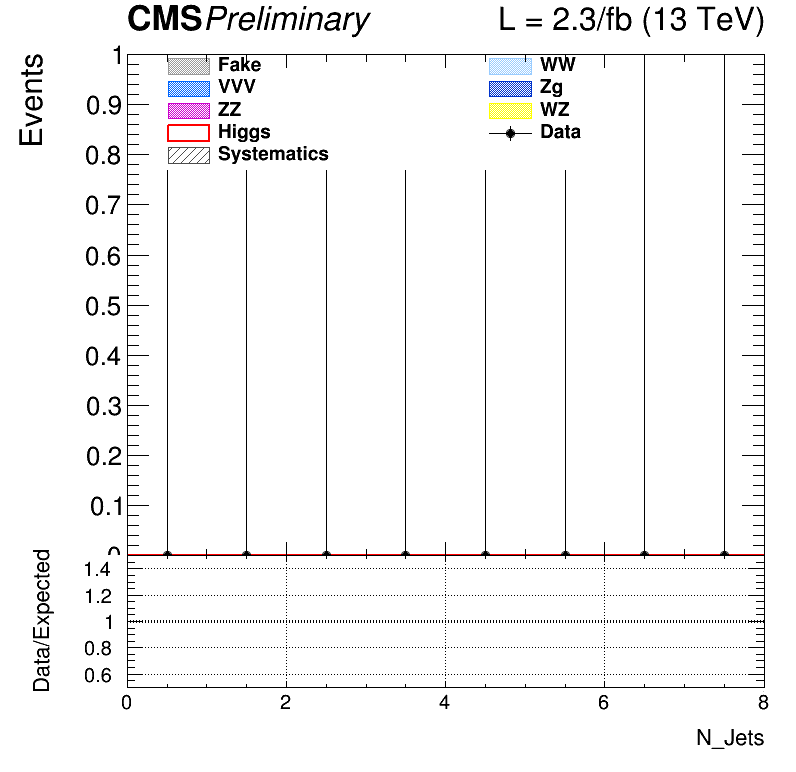 CMSPreliminary L = 2.3/fb (13 TeV)
Events
1
0.9
0.8
0.7
0.6
0.5
0.4
0.3
0.2
0.1
0
Fake WW
VVV Zg
ZZ WZ
Higgs Data
Systematics
Data/Expected
1.4
1.2
1
0.8
0.6
0 2 4 6 8
N_Jets